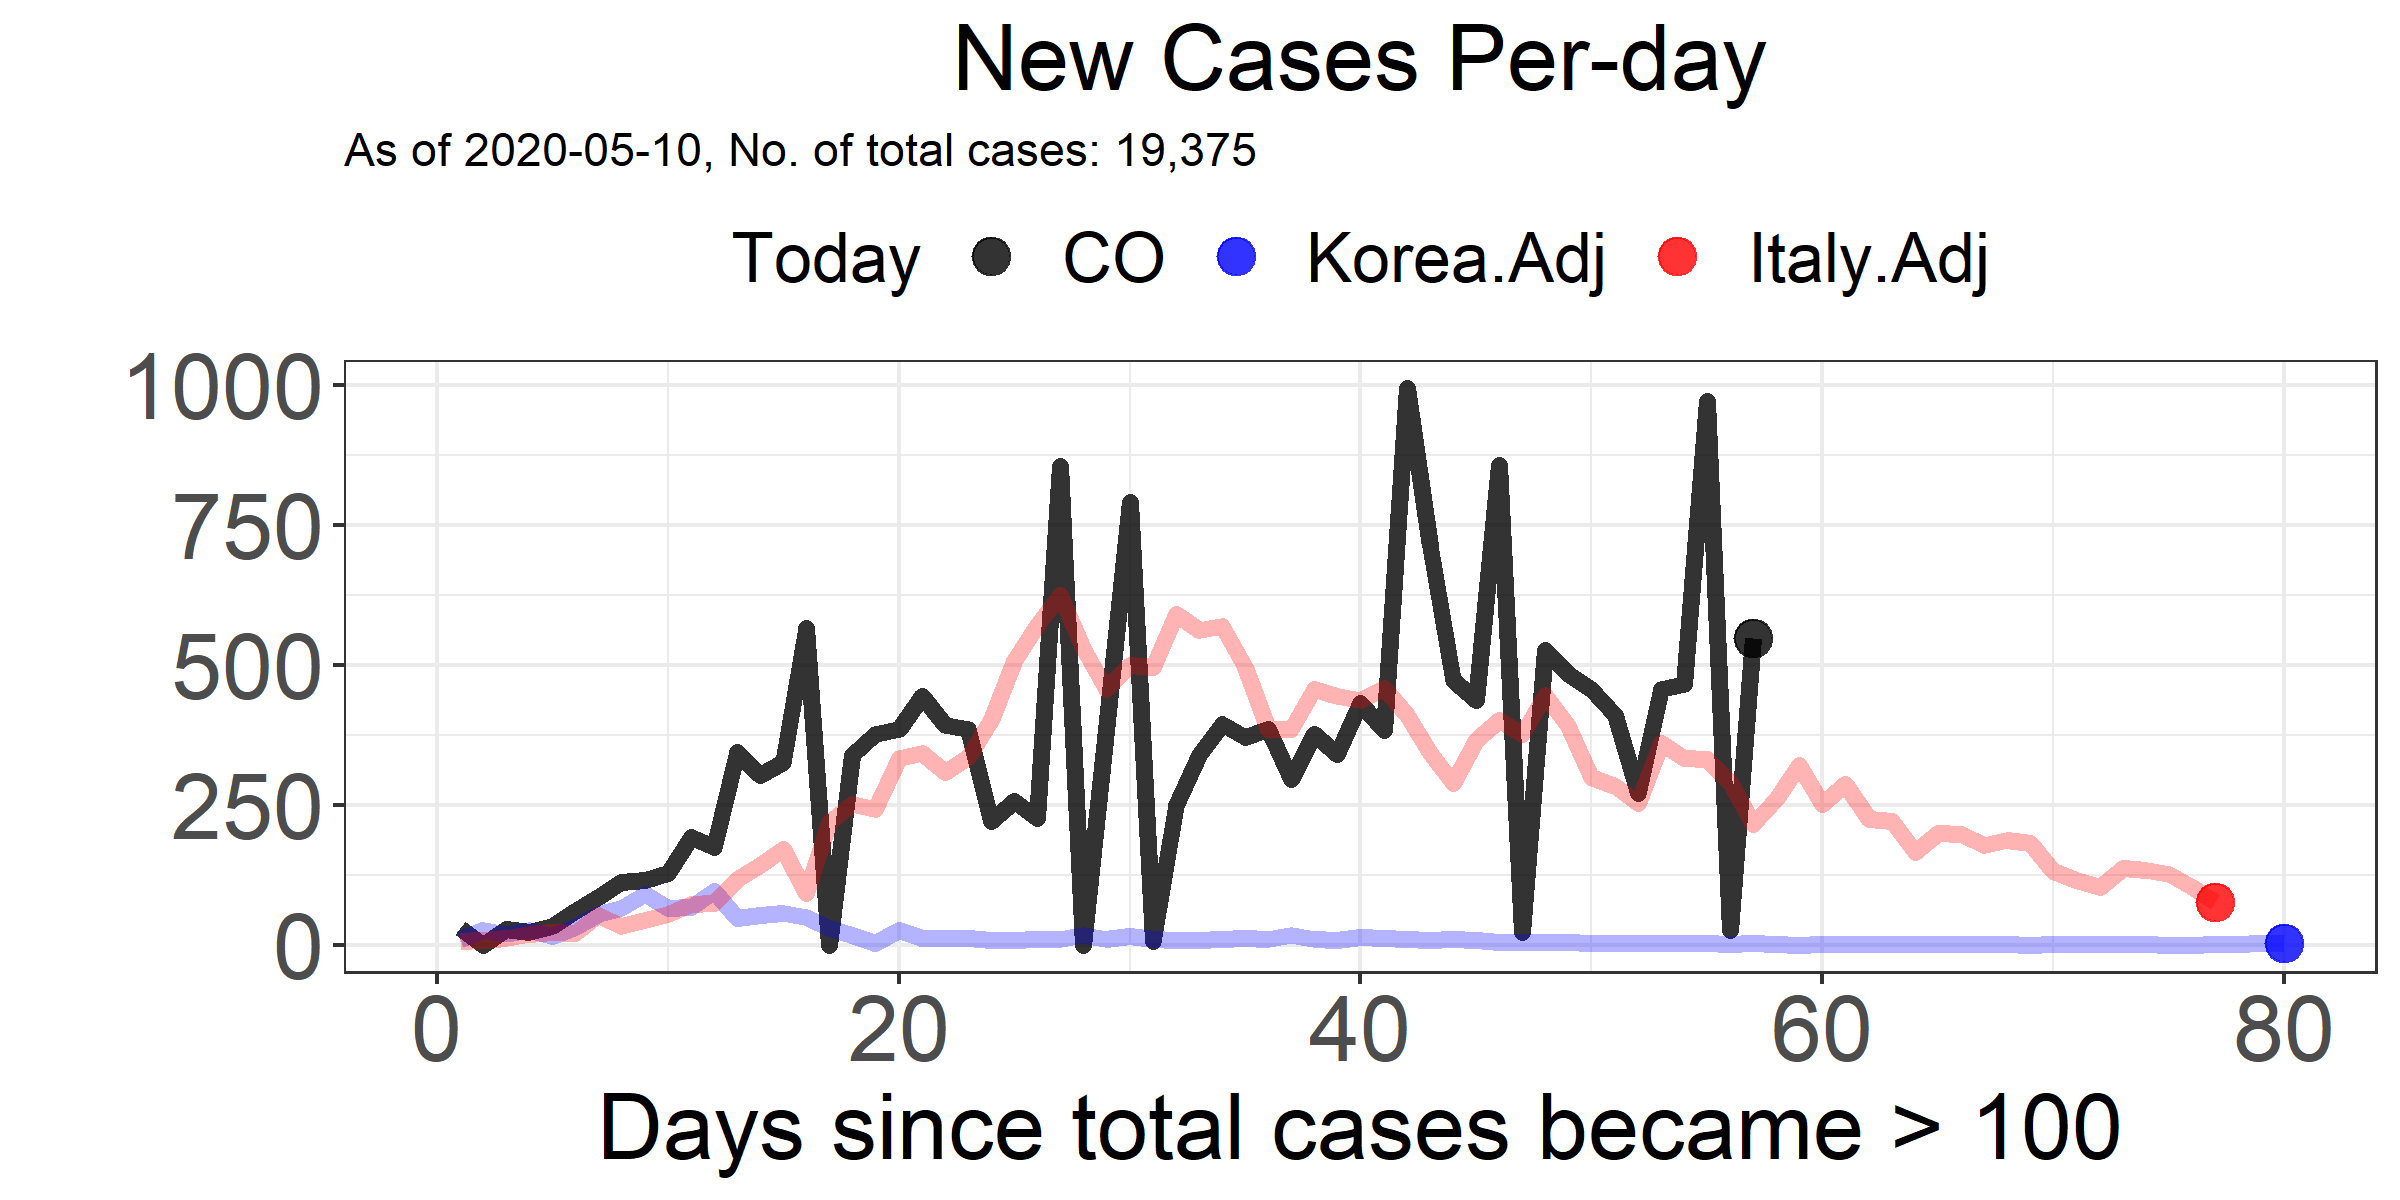 New Cases Per-day
As of 2020-05-10, No. of total cases: 19,375
Today CO Korea.Adj Italy.Adj
1000
750
500
250
0
0 20 40 60 80
Days since total cases became > 100